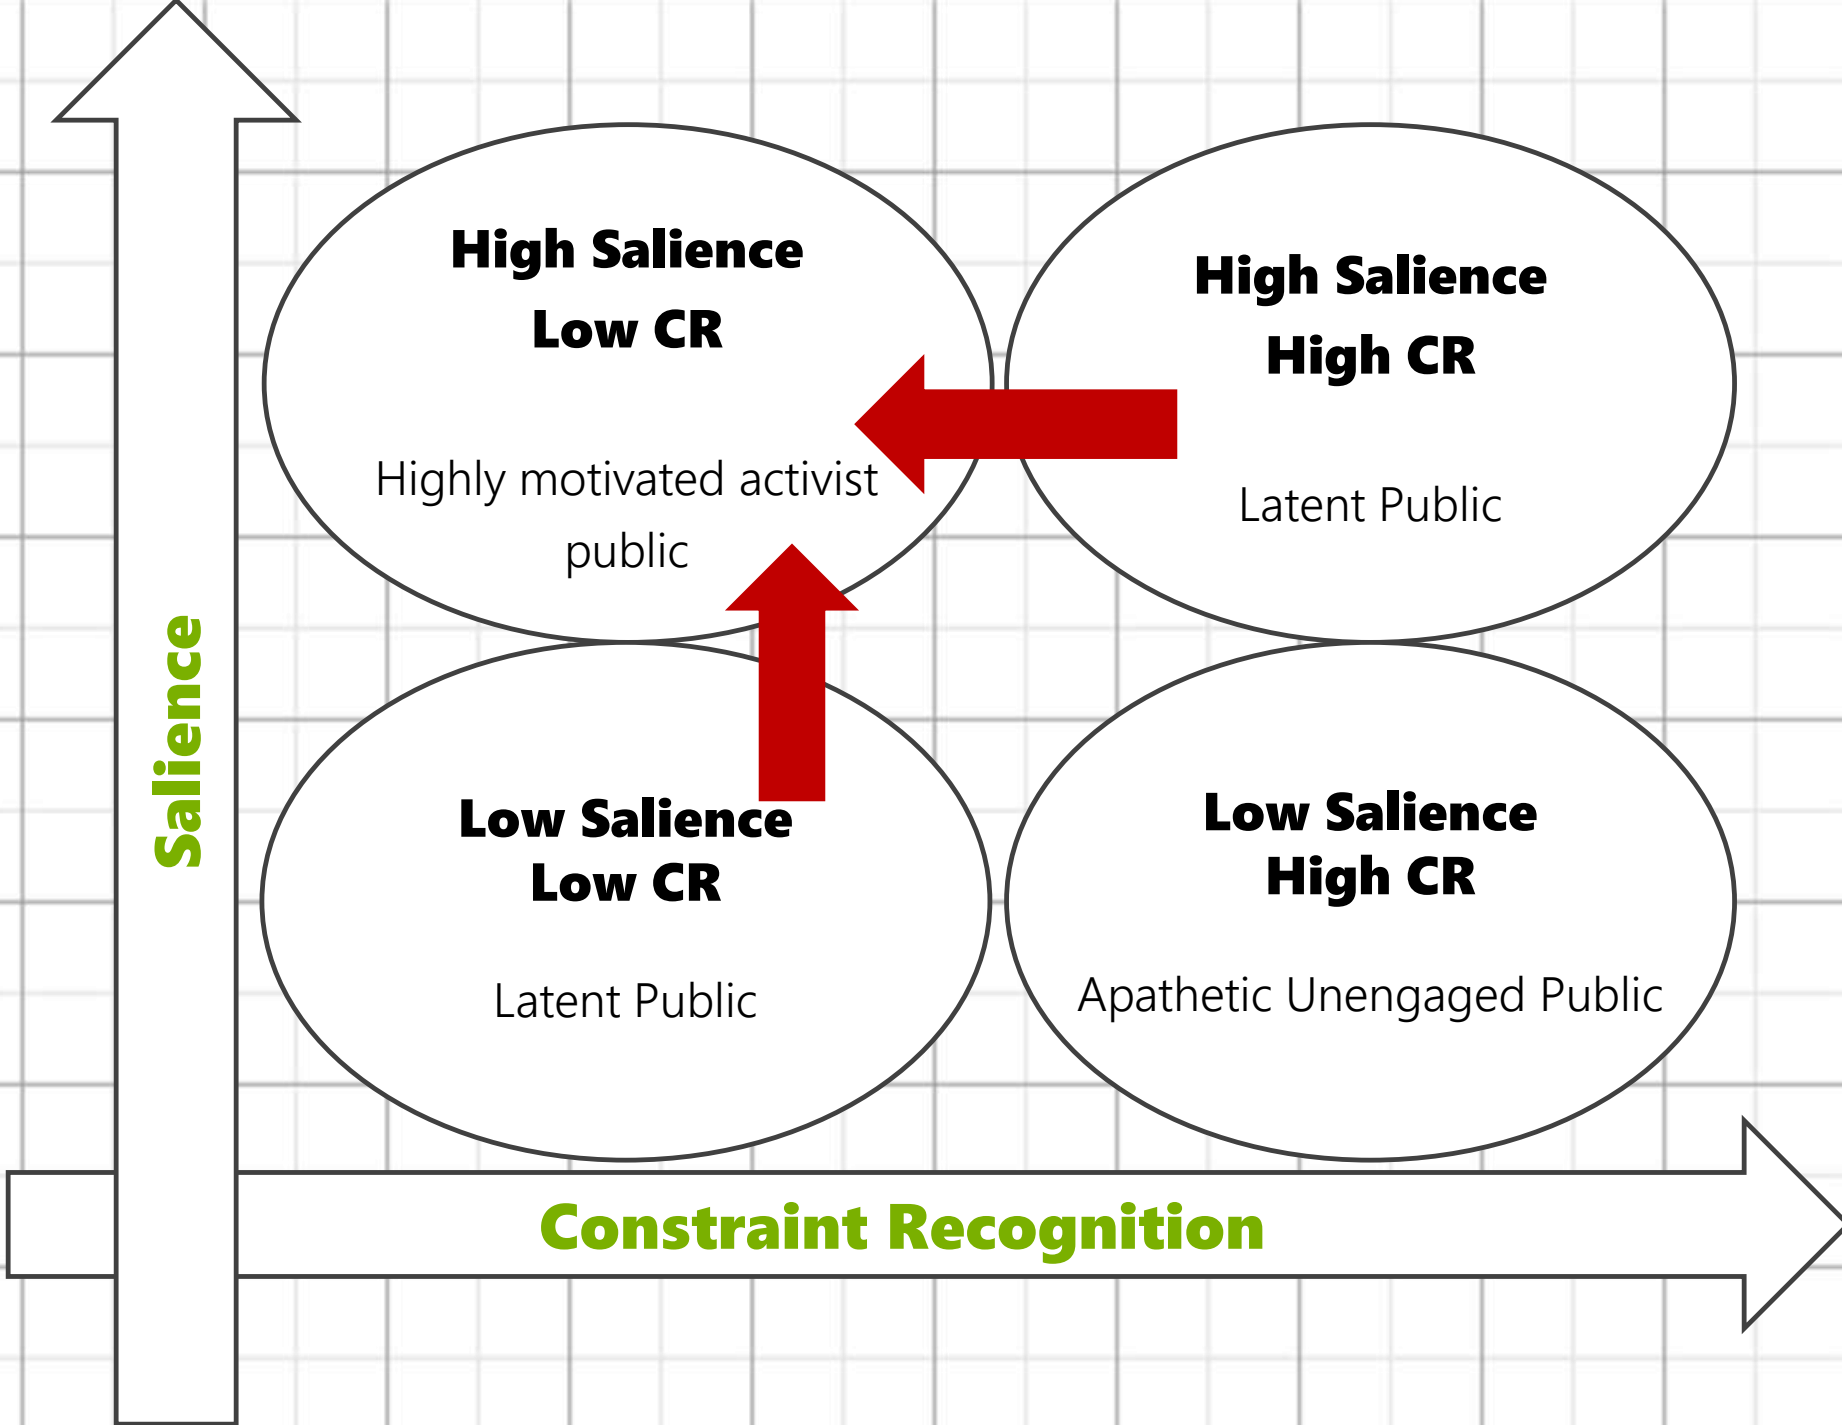 High Salience
Low CR
Highly motivated activist
public
High Salience
High CR
Latent Public
Salience
Low Salience
Low CR
Latent Public
Low Salience
High CR
Apathetic Unengaged Public
Constraint Recognition